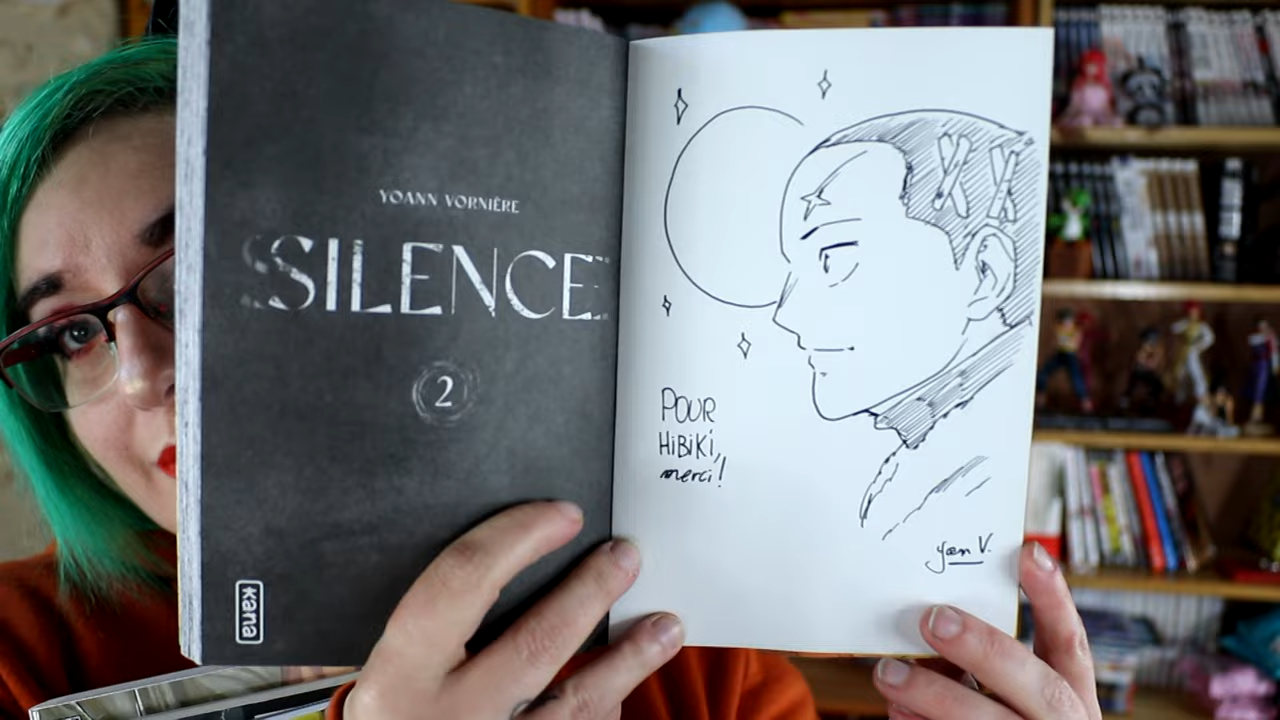 YOANN VORNIÈRE
SILENCE
2
kana
POUR
HiBiKi,
merci!
Yoan V.